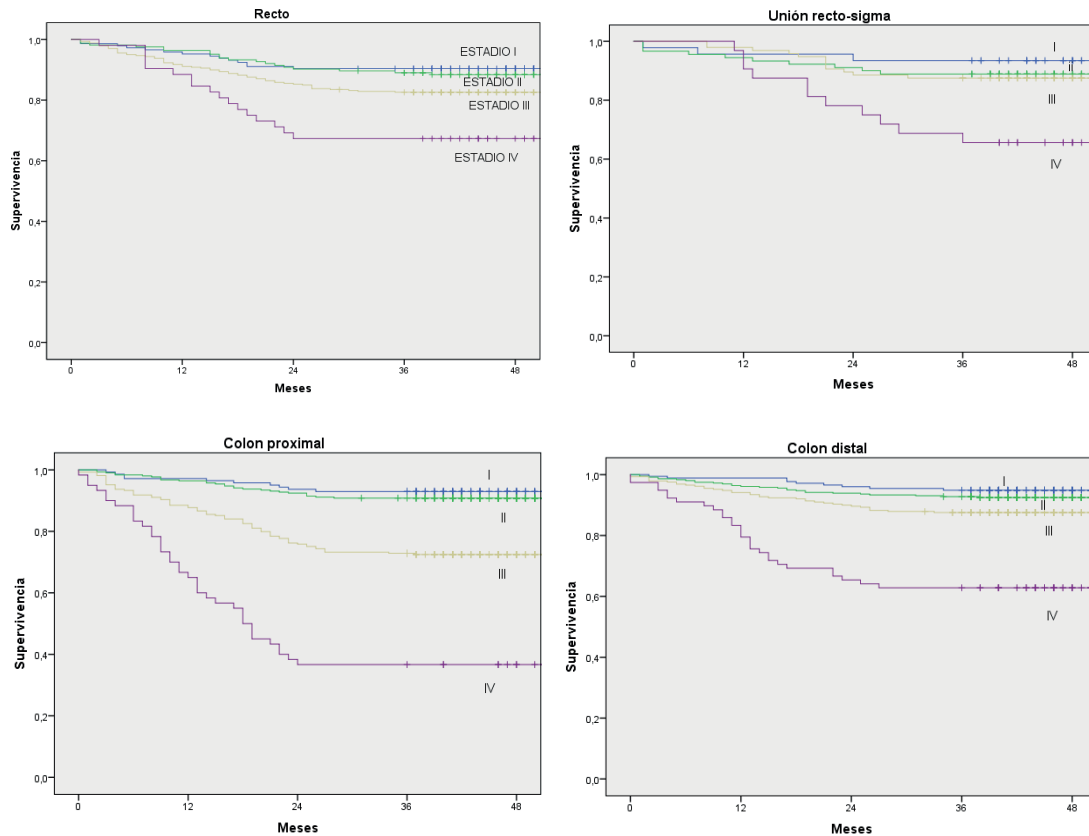 Recto
1,0
0,8
0,6
0,4
0,2
0,0
Supervivencia
ESTADIO I
ESTADIO II
ESTADIO III
ESTADIO IV
0 12 24 36 48
Meses
Unión recto-sigma
1,0
0,8
0,6
0,4
0,2
0,0
Supervivencia
I
II
III
IV
0 12 24 36 48
Meses
Colon proximal
1,0
0,8
0,6
0,4
0,2
0,0
Supervivencia
I
II
III
IV
0 12 24 36 48
Meses
Colon distal
1,0
0,8
0,6
0,4
0,2
0,0
Supervivencia
I
II
III
IV
0 12 24 36 48
Meses